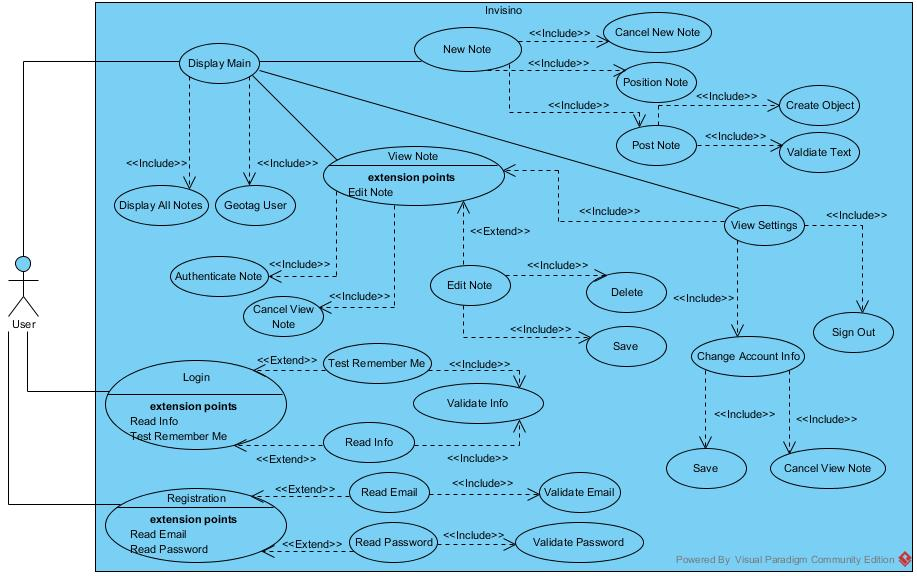 Invisino
Display Main
New Note
<<Include>>
Cancel New Note
<<Include>>
Position Note
<<Include>>
Post Note
<<Include>>
Create Object
<<Include>>
Valdiate Text
<<Include>>
<<Include>>
Display All Notes
Geotag User
View Note
extension points
Edit Note
<<Include>>
View Settings
<<Include>>
<<Extend>>
<<Include>>
Authenticate Note
<<Include>>
Cancel View
Note
Edit Note
<<Include>>
Delete
<<Include>>
Save
<<Include>>
Sign Out
Change Account Info
<<Include>>
<<Include>>
Save
Cancel View Note
User
Login
extension points
Read Info
Test Remember Me
<<Extend>>
Test Remember Me
<<Include>>
Validate Info
<<Extend>>
Read Info
<<Include>>
Registration
extension points
Read Email
Read Password
<<Extend>>
Read Email
<<Include>>
Validate Email
<<Extend>>
Read Password
<<Include>>
Validate Password
Powered By Visual Paradigm Community Edition